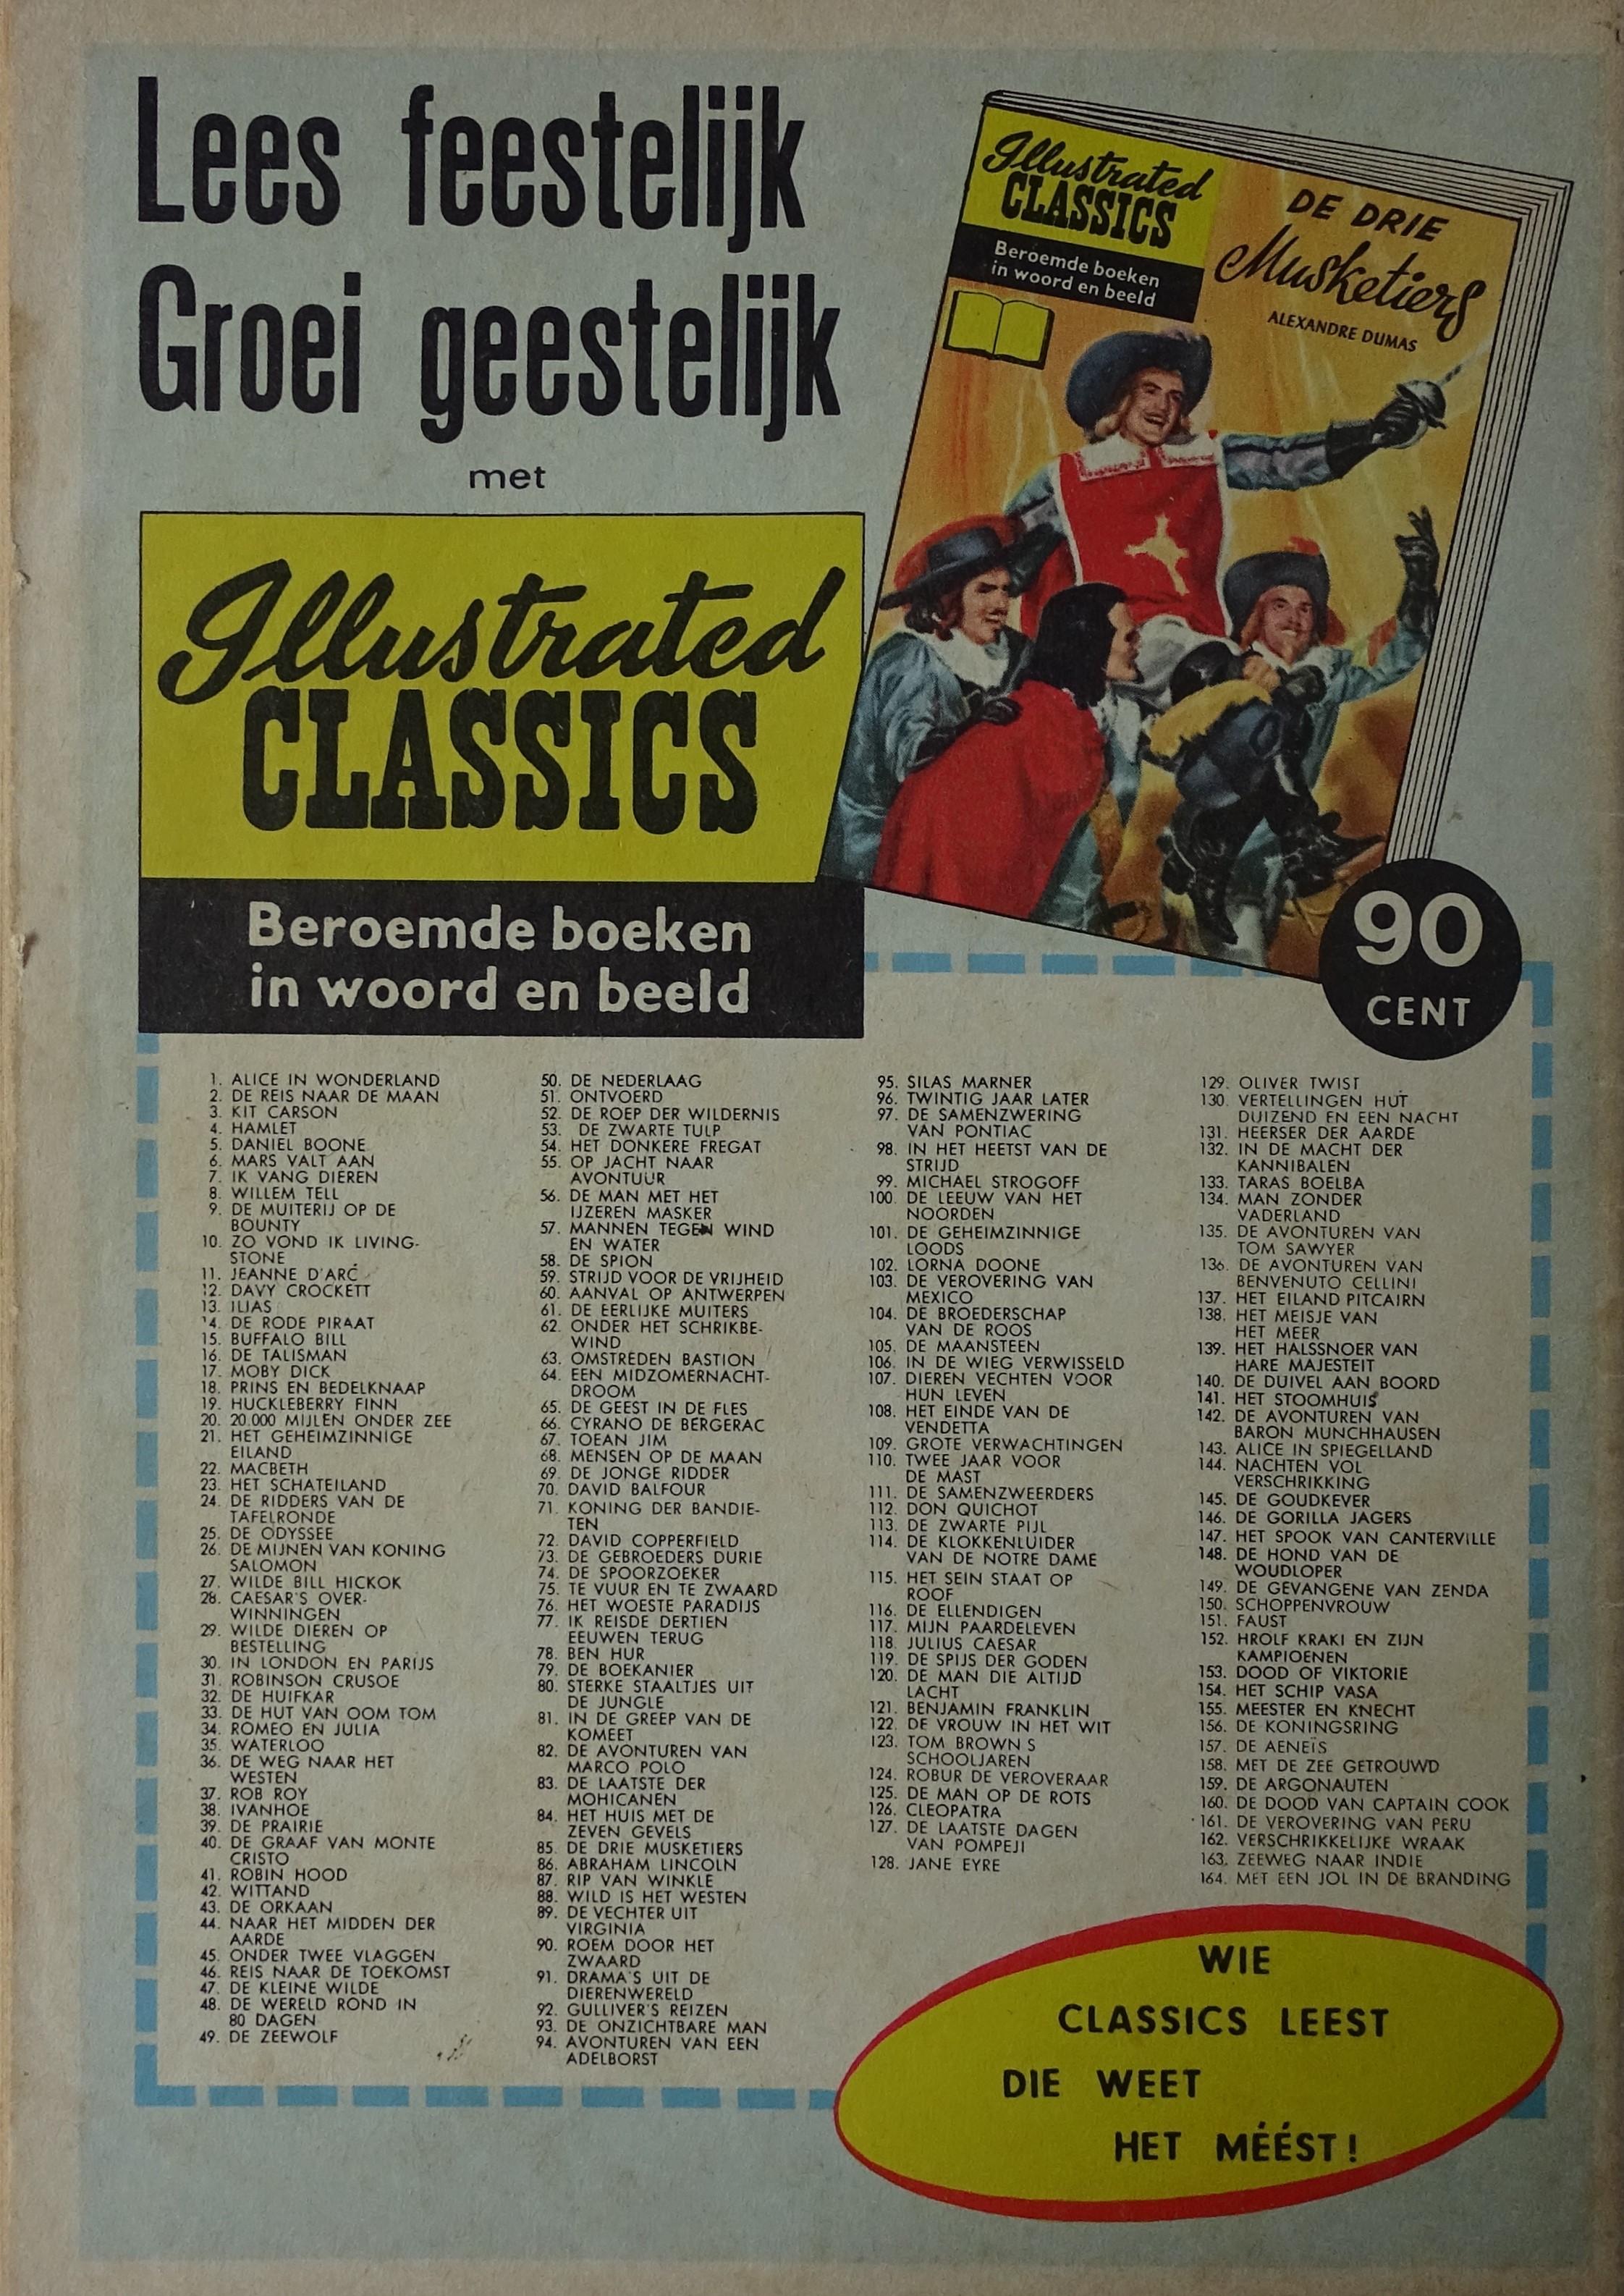 Lees feestelijk
Groei geestelijk
met
Illustrated
CLASSICS
Beroemde boeken
in woord en beeld
Illustrated
CLASSICS
Beroemde boeken
in woord en beeld
DE DRIE
Musketiers
ALEXANDRE DUMAS
90
CENT
1. ALICE IN WONDERLAND
2. DE REIS NAAR DE MAAN
3. KIT CARSON
4. HAMLET
5. DANIEL BOONE
6. MARS VALT AAN
7. IK VANG DIEREN
8. WILLEM TELL
9. DE MUITERIJ OP DE
BOUNTY
10. ZO VOND IK LIVING-
STONE
11. JEANNE D'ARC
12. DAVY CROCKETT
13. ILIAS
14. DE RODE PIRAAT
15. BUFFALO BILL
16. DE TALISMAN
17. MOBY DICK
18. PRINS EN BEDELKNAAP
19. HUCKLEBERRY FINN
20. 20.000 MIJLEN ONDER ZEE
21. HET GEHEIMZINNIGE
EILAND
22. MACBETH
23. HET SCHATEILAND
24. DE RIDDERS VAN DE
TAFELRONDE
25. DE ODYSSEE
26. DE MIJNEN VAN KONING
SALOMON
27. WILDE BILL HICKOK
28. CAESAR'S OVER-
WINNINGEN
29. WILDE DIEREN OP
BESTELLING
30. IN LONDON EN PARIJS
31. ROBINSON CRUSOE
32. DE HUIFKAR
33. DE HUT VAN OOM TOM
34. ROMEO EN JULIA
35. WATERLOO
36. DE WEG NAAR HET
WESTEN
37. ROB ROY
38. IVANHOE
39. DE PRAIRIE
40. DE GRAAF VAN MONTE
CRISTO
41. ROBIN HOOD
42. WITTAND
43. DE ORKAAN
44. NAAR HET MIDDEN DER
AARDE
45. ONDER TWEE VLAGGEN
46. REIS NAAR DE TOEKOMST
47. DE KLEINE WILDE
48. DE WERELD ROND IN
80 DAGEN
49. DE ZEEWOLF
50. DE NEDERLAAG
51. ONTVOERD
52. DE ROEP DER WILDERNIS
53. DE ZWARTE TULP
54. HET DONKERE FREGAT
55. OP JACHT NAAR
AVONTUUR
56. DE MAN MET HET
IJZEREN MASKER
57. MANNEN TEGEN WIND
EN WATER
58. DE SPION
59. STRIJD VOOR DE VRIJHEID
60. AANVAL OP ANTWERPEN
61. DE EERLIJKE MUITERS
62. ONDER HET SCHRIKBE-
WIND
63. OMSTREDEN BASTION
64. EEN MIDZOMERNACHT-
DROOM
65. DE GEEST IN DE FLES
66. CYRANO DE BERGERAC
67. TOEAN JIM
68. MENSEN OP DE MAAN
69. DE JONGE RIDDER
70. DAVID BALFOUR
71. KONING DER BANDIE-
TEN
72. DAVID COPPERFIELD
73. DE GEBROEDERS DURIE
74. DE SPOORZOEKER
75. TE VUUR EN TE ZWAARD
76. HET WOESTE PARADIJS
77. IK REISDE DERTIEN
EEUWEN TERUG
78. BEN HUR
79. DE BOEKANIER
80. STERKE STAALTJES UIT
DE JUNGLE
81. IN DE GREEP VAN DE
KOMEET
82. DE AVONTUREN VAN
MARCO POLO
83. DE LAATSTE DER
MOHICANEN
84. HET HUIS MET DE
ZEVEN GEVELS
85. DE DRIE MUSKETIERS
86. ABRAHAM LINCOLN
87. RIP VAN WINKLE
88. WILD IS HET WESTEN
89. DE VECHTER UIT
VIRGINIA
90. ROEM DOOR HET
ZWAARD
91. DRAMA'S UIT DE
DIERENWERELD
92. GULLIVER'S REIZEN
93. DE ONZICHTBARE MAN
94. AVONTUREN VAN EEN
ADELBORST
95. SILAS MARNER
96. TWINTIG JAAR LATER
97. DE SAMENZWERING
VAN PONTIAC
98. IN HET HEETST VAN DE
STRIJD
99. MICHAEL STROGOFF
100. DE LEEUW VAN HET
NOORDEN
101. DE GEHEIMZINNIGE
LOODS
102. LORNA DOONE
103. DE VEROVERING VAN
MEXICO
104. DE BROEDERSCHAP
VAN DE ROOS
105. DE MAANSTEEN
106. IN DE WIEG VERWISSELD
107. DIEREN VECHTEN VOOR
HUN LEVEN
108. HET EINDE VAN DE
VENDETTA
109. GROTE VERWACHTINGEN
110. TWEE JAAR VOOR
DE MAST
111. DE SAMENZWEERDERS
112. DON QUICHOT
113. DE ZWARTE PIJL
114. DE KLOKKENLUIDER
VAN DE NOTRE DAME
115. HET SEIN STAAT OP
ROOF
116. DE ELLENDIGEN
117. MIJN PAARDELEVEN
118. JULIUS CAESAR
119. DE SPIJS DER GODEN
120. DE MAN DIE ALTIJD
LACHT
121. BENJAMIN FRANKLIN
122. DE VROUW IN HET WIT
123. TOM BROWN S
SCHOOLJAREN
124. ROBUR DE VEROVERAAR
125. DE MAN OP DE ROTS
126. CLEOPATRA
127. DE LAATSTE DAGEN
VAN POMPEJI
128. JANE EYRE
129. OLIVER TWIST
130. VERTELLINGEN HUT
DUIZEND EN EEN NACHT
131. HEERSER DER AARDE
132. IN DE MACHT DER
KANNIBALEN
133. TARAS BOELBA
134. MAN ZONDER
VADERLAND
135. DE AVONTUREN VAN
TOM SAWYER
136. DE AVONTUREN VAN
BENVENUTO CELLINI
137. HET EILAND PITCAIRN
138. HET MEISJE VAN
HET MEER
139. HET HALSSNOER VAN
HARE MAJESTEIT
140. DE DUIVEL AAN BOORD
141. HET STOOMHUIS
142. DE AVONTUREN VAN
BARON MUNCHHAUSEN
143. ALICE IN SPIEGELLAND
144. NACHTEN VOL
VERSCHRIKKING
145. DE GOUDKEVER
146. DE GORILLA JAGERS
147. HET SPOOK VAN CANTERVILLE
148. DE HOND VAN DE
WOUDLOPER
149. DE GEVANGENE VAN ZENDA
150. SCHOPPENVROUW
151. FAUST
152. HROLF KRAKI EN ZIJN
KAMPIOENEN
153. DOOD OF VIKTORIE
154. HET SCHIP VASA
155. MEESTER EN KNECHT
156. DE KONINGSRING
157. DE AENEÏS
158. MET DE ZEE GETROUWD
159. DE ARGONAUTEN
160. DE DOOD VAN CAPTAIN COOK
161. DE VEROVERING VAN PERU
162. VERSCHRIKKELIJKE WRAAK
163. ZEEWEG NAAR INDIE
164. MET EEN JOL IN DE BRANDING
WIE
CLASSICS LEEST
DIE WEET
HET MÉÉST!